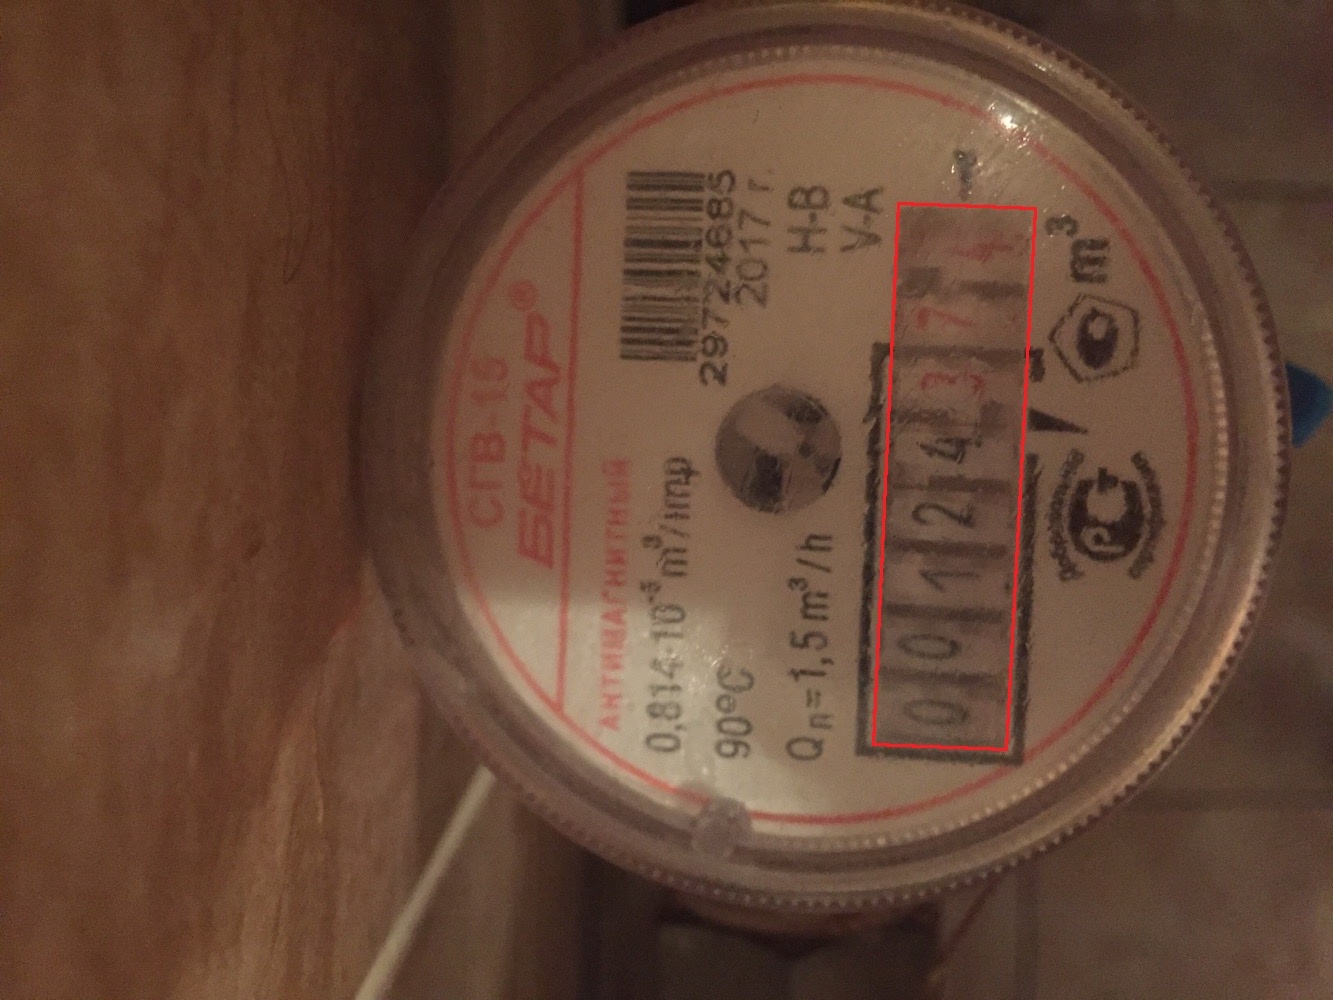 СГВ-15
БЕТАР®
АНТИМАГНИТНЫЙ
29724685
2017 г.
0,814·10⁻³ m³/imp
90°C
H-B
V-A
Qn=1,5 m³/h
00124374
m³
РСТ